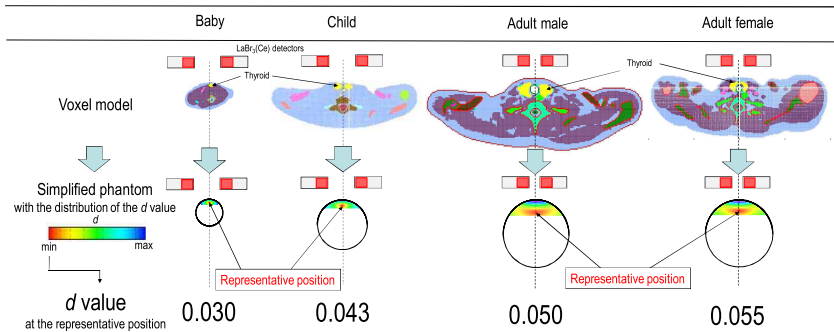 Baby
Child
Adult male
Adult female
LaBr3(Ce) detectors
Thyroid
Thyroid
Voxel model
Simplified phantom
with the distribution of the d value
d
min
max
Representative position
Representative position
d value
at the representative position
0.030
0.043
0.050
0.055